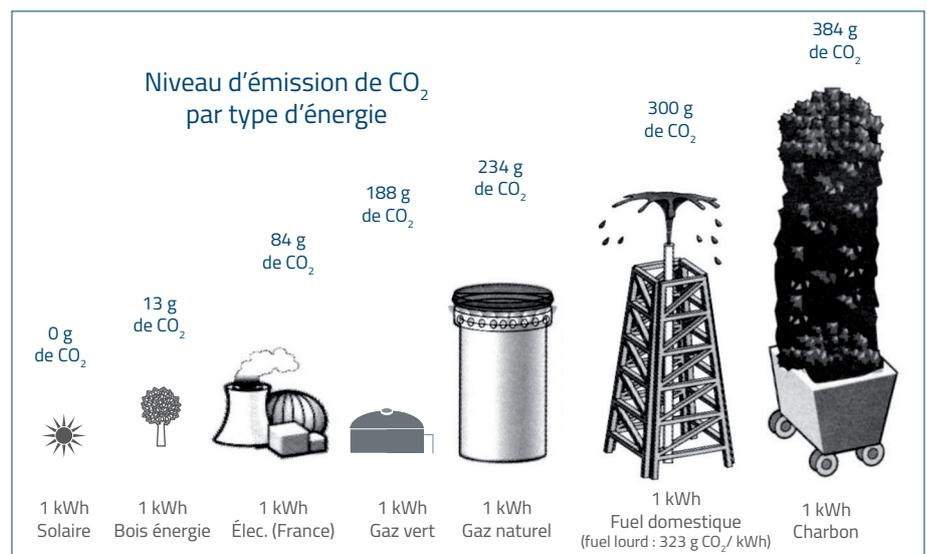 Niveau d’émission de CO₂
par type d’énergie
0 g
de CO₂
13 g
de CO₂
84 g
de CO₂
188 g
de CO₂
234 g
de CO₂
300 g
de CO₂
384 g
de CO₂
1 kWh
Solaire
1 kWh
Bois énergie
1 kWh
Élec. (France)
1 kWh
Gaz vert
1 kWh
Gaz naturel
1 kWh
Fuel domestique
(fuel lourd : 323 g CO₂/ kWh)
1 kWh
Charbon